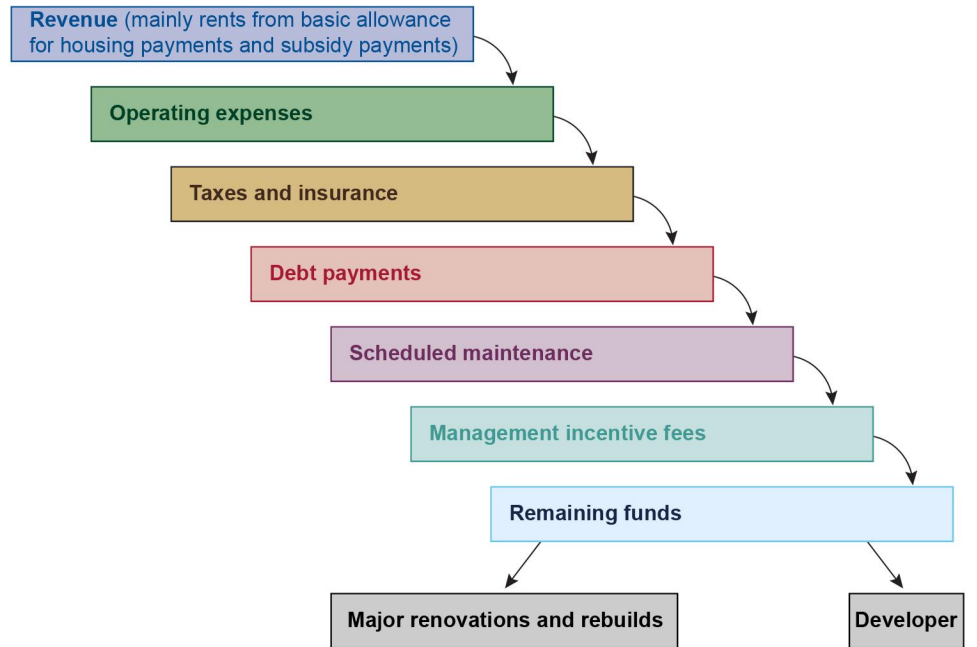 Revenue (mainly rents from basic allowance
for housing payments and subsidy payments)
Operating expenses
Taxes and insurance
Debt payments
Scheduled maintenance
Management incentive fees
Remaining funds
Major renovations and rebuilds
Developer